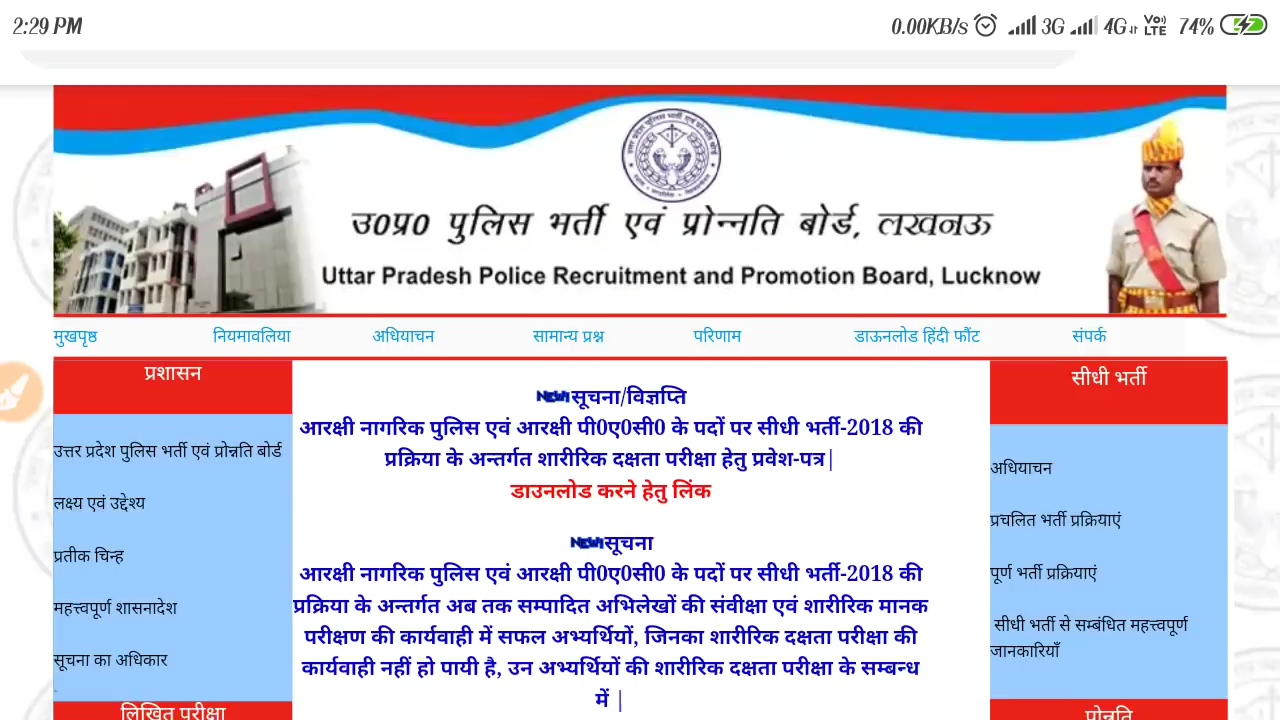 2:29 PM
0.00KB/s 3G 4G Vo)) LTE 74%
उ0प्र0 पुलिस भर्ती एवं प्रोन्नति बोर्ड, लखनऊ
Uttar Pradesh Police Recruitment and Promotion Board, Lucknow
मुखपृष्ठ नियमावलिया अधियाचन सामान्य प्रश्न परिणाम डाऊनलोड हिंदी फौंट संपर्क
प्रशासन
उत्तर प्रदेश पुलिस भर्ती एवं प्रोन्नति बोर्ड
लक्ष्य एवं उद्देश्य
प्रतीक चिन्ह
महत्त्वपूर्ण शासनादेश
सूचना का अधिकार
लिखित परीक्षा
NEW! सूचना/विज्ञप्ति
आरक्षी नागरिक पुलिस एवं आरक्षी पी0ए0सी0 के पदों पर सीधी भर्ती-2018 की
प्रक्रिया के अन्तर्गत शारीरिक दक्षता परीक्षा हेतु प्रवेश-पत्र|
डाउनलोड करने हेतु लिंक
NEW! सूचना
आरक्षी नागरिक पुलिस एवं आरक्षी पी0ए0सी0 के पदों पर सीधी भर्ती-2018 की
प्रक्रिया के अन्तर्गत अब तक सम्पादित अभिलेखों की संवीक्षा एवं शारीरिक मानक
परीक्षण की कार्यवाही में सफल अभ्यर्थियों, जिनका शारीरिक दक्षता परीक्षा की
कार्यवाही नहीं हो पायी है, उन अभ्यर्थियों की शारीरिक दक्षता परीक्षा के सम्बन्ध
में |
सीधी भर्ती
अधियाचन
प्रचलित भर्ती प्रक्रियाएं
पूर्ण भर्ती प्रक्रियाएं
सीधी भर्ती से सम्बंधित महत्त्वपूर्ण
जानकारियाँ
प्रोन्नति